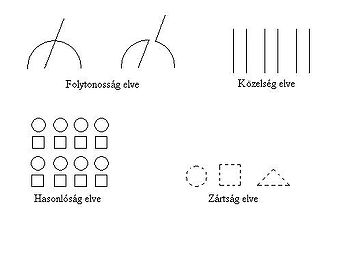 Folytonosság elve
Közelség elve
Hasonlóság elve
Zártság elve